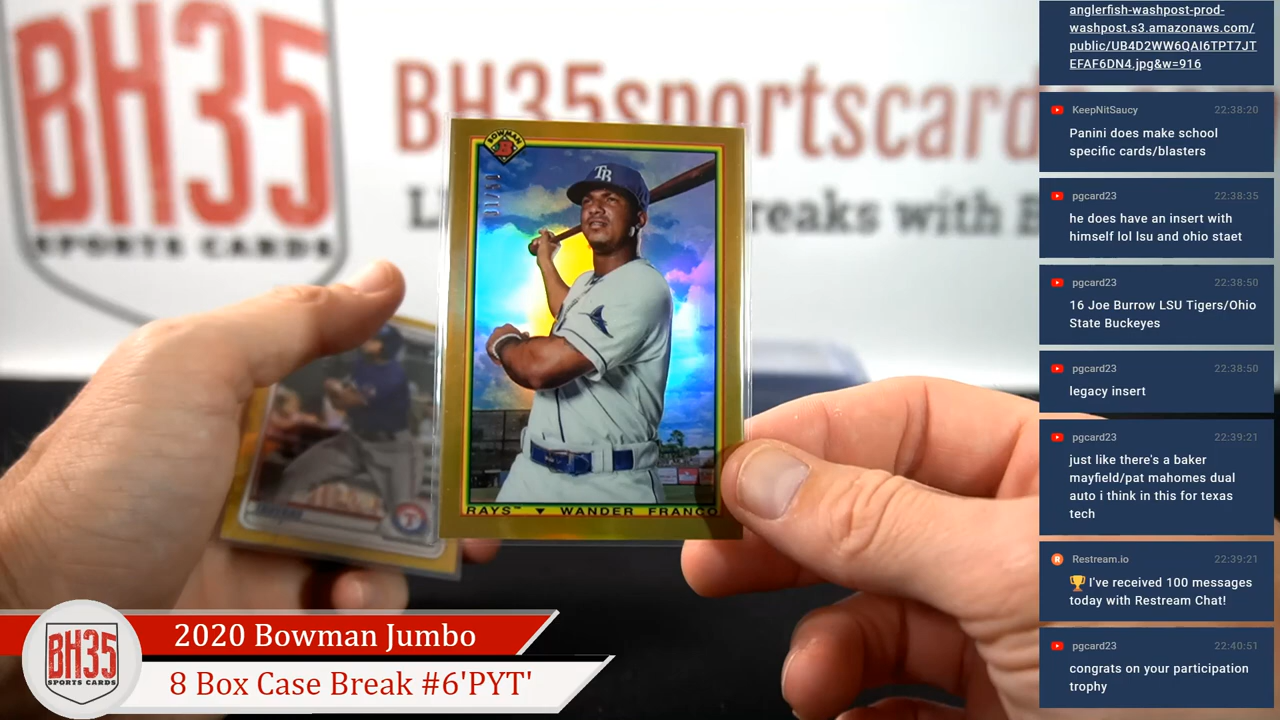 BH35
SPORTS CARDS
BH35sportscards
reaks with B
BOWMAN
B
TB
RAYS™ ▼ WANDER FRANCO
T
BH35
SPORTS CARDS
2020 Bowman Jumbo
8 Box Case Break #6'PYT'
anglerfish-washpost-prod-
washpost.s3.amazonaws.com/
public/UB4D2WW6QAI6TPT7JT
EFAF6DN4.jpg&w=916
KeepNitSaucy 22:38:20
Panini does make school
specific cards/blasters
pgcard23 22:38:35
he does have an insert with
himself lol lsu and ohio staet
pgcard23 22:38:50
16 Joe Burrow LSU Tigers/Ohio
State Buckeyes
pgcard23 22:38:50
legacy insert
pgcard23 22:39:21
just like there's a baker
mayfield/pat mahomes dual
auto i think in this for texas
tech
Restream.io 22:39:21
🏆 I've received 100 messages
today with Restream Chat!
pgcard23 22:40:51
congrats on your participation
trophy